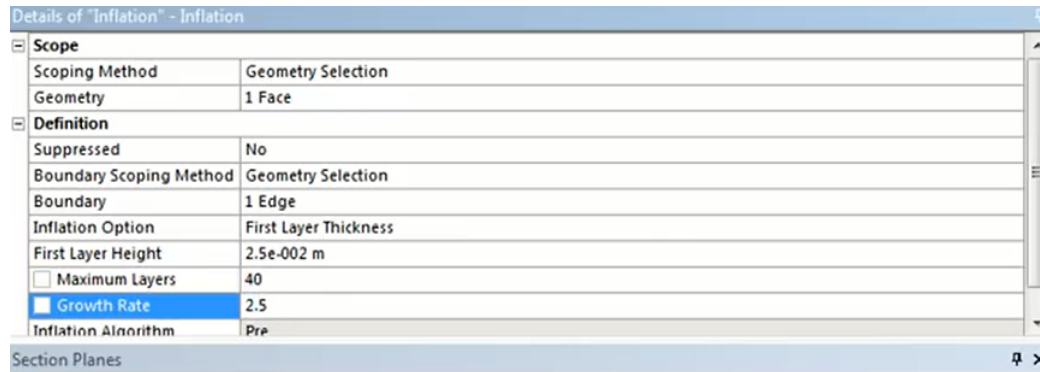 Details of "Inflation" - Inflation
Scope
Scoping Method Geometry Selection
Geometry 1 Face
Definition
Suppressed No
Boundary Scoping Method Geometry Selection
Boundary 1 Edge
Inflation Option First Layer Thickness
First Layer Height 2.5e-002 m
Maximum Layers 40
Growth Rate 2.5
Inflation Algorithm Pre
Section Planes